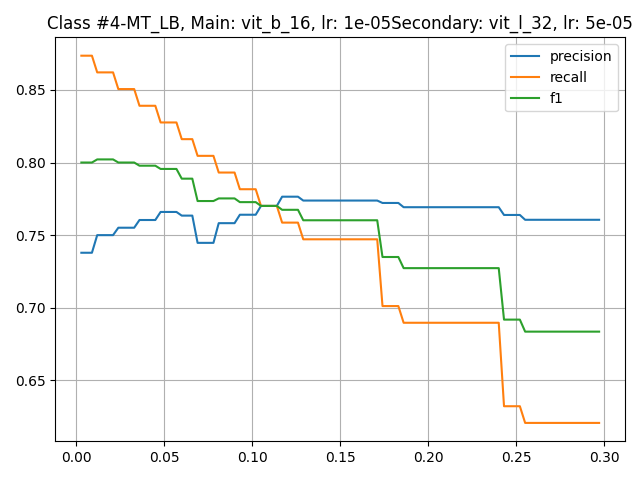 Class #4-MT_LB, Main: vit_b_16, lr: 1e-05Secondary: vit_l_32, lr: 5e-05
precision
recall
f1
0.85
0.80
0.75
0.70
0.65
0.00 0.05 0.10 0.15 0.20 0.25 0.30